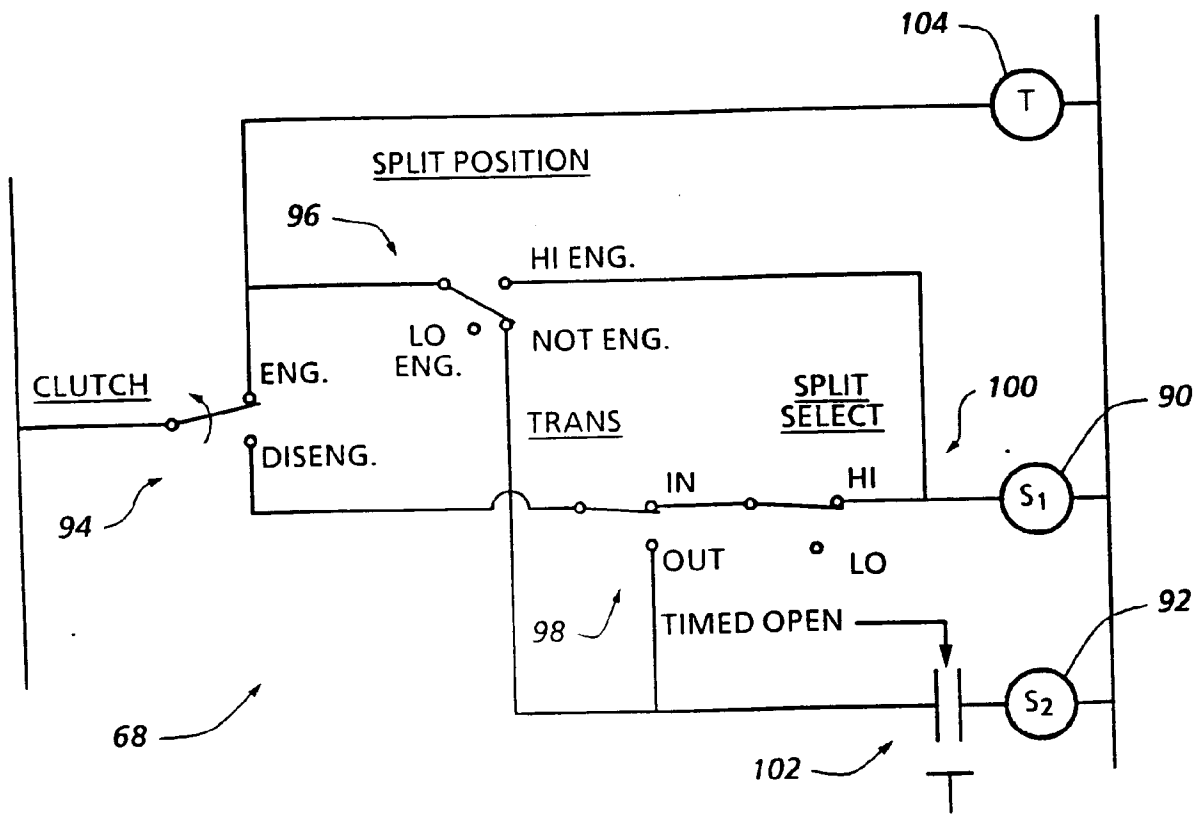 104
T
SPLIT POSITION
96
HI ENG.
LO
ENG.
NOT ENG.
CLUTCH
ENG.
SPLIT
SELECT
100
90
TRANS
DISENG.
IN
HI
S1
94
OUT
LO
92
98
TIMED OPEN
S2
68
102